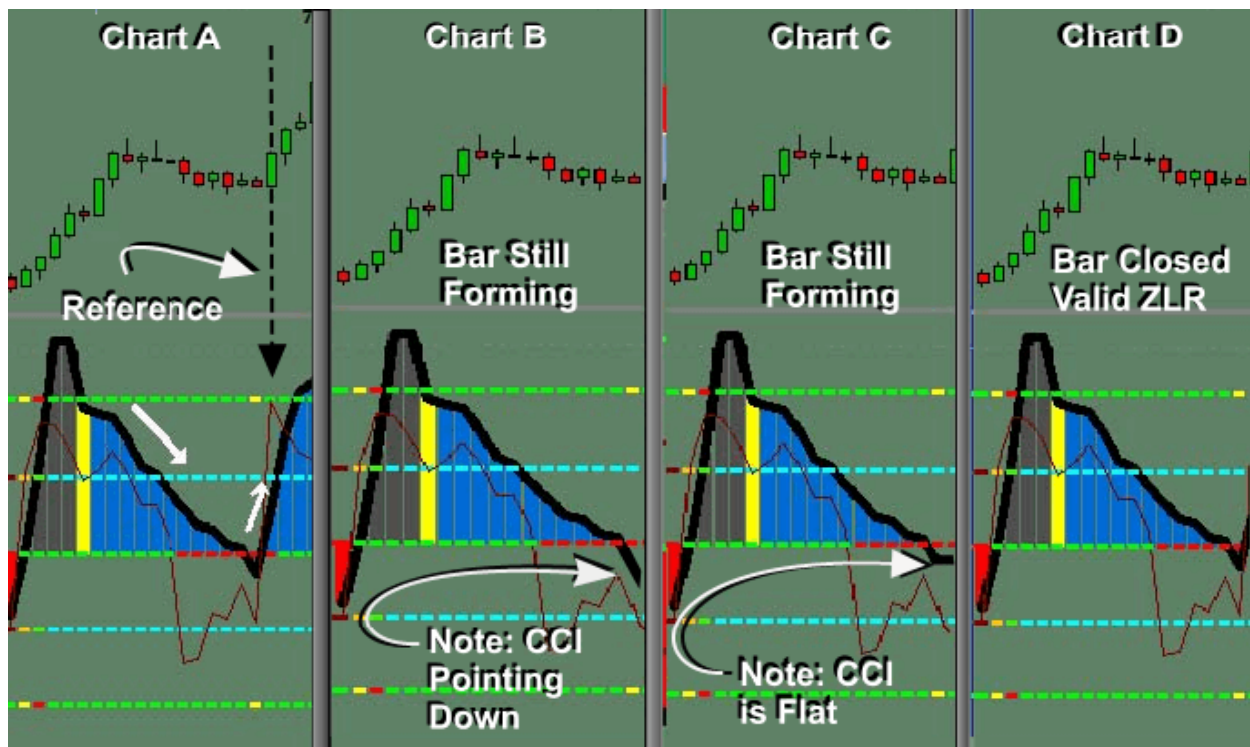 Chart A
Reference
Chart B
Bar Still
Forming
Note: CCI
Pointing
Down
Chart C
Bar Still
Forming
Note: CCI
is Flat
Chart D
Bar Closed
Valid ZLR